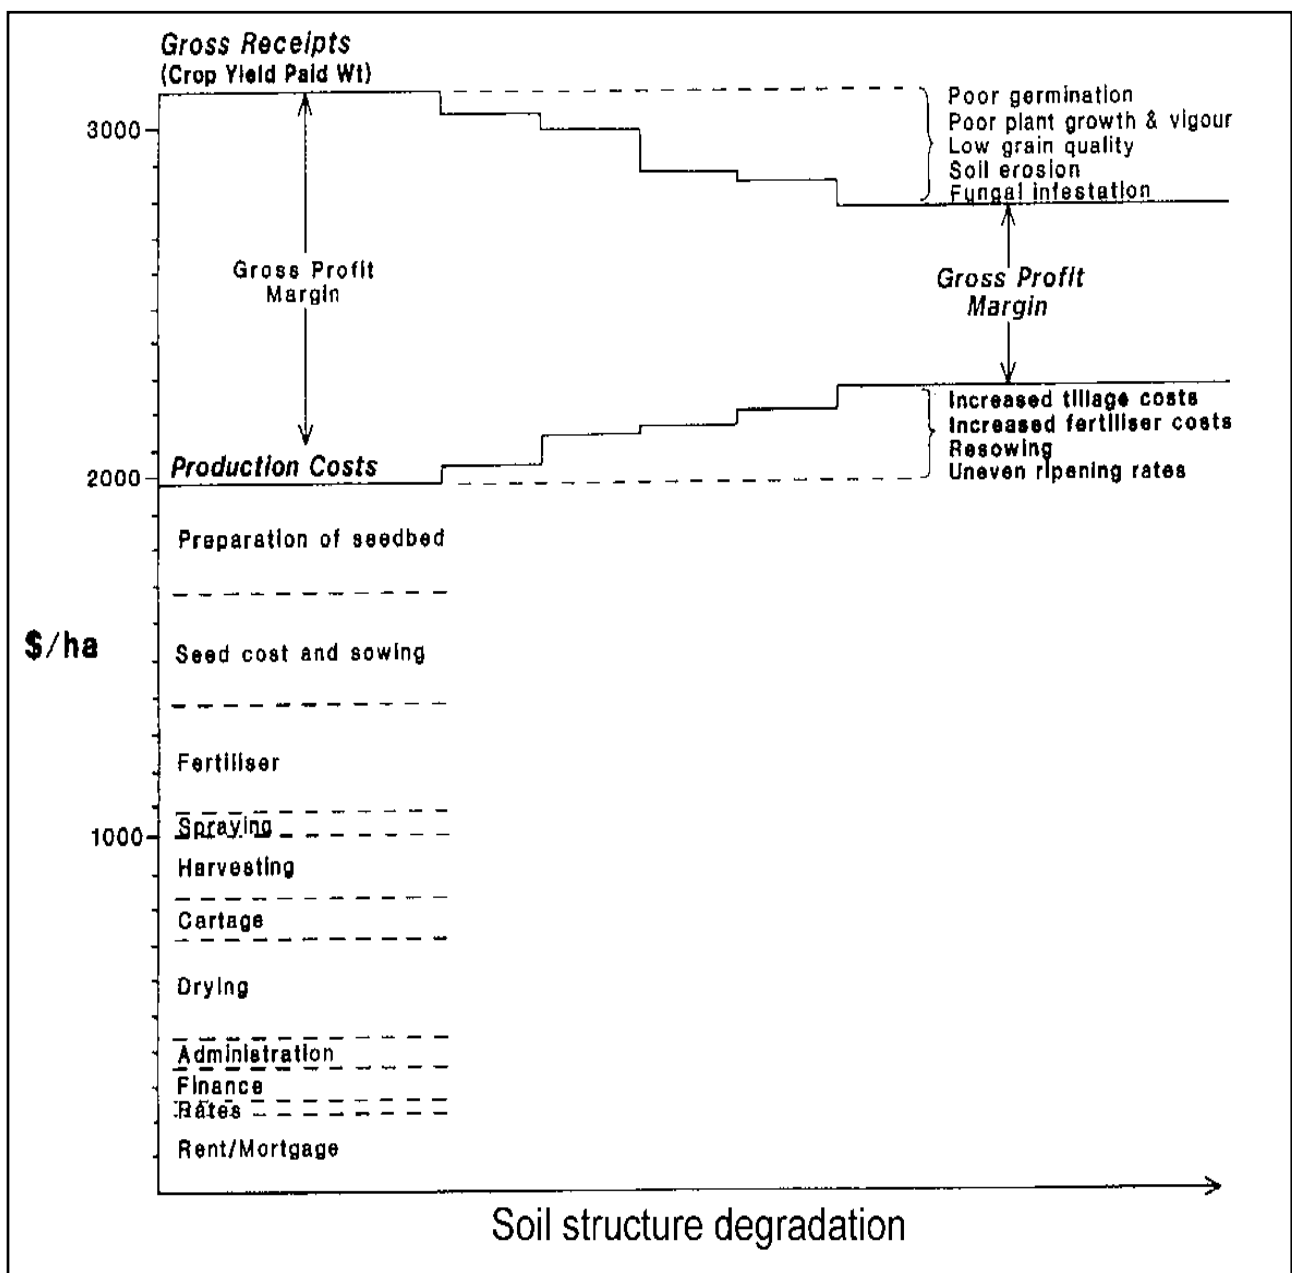 Gross Receipts
(Crop Yield Paid Wt)
3000
Poor germination
Poor plant growth & vigour
Low grain quality
Soil erosion
Fungal infestation
Gross Profit
Margin
Gross Profit
Margin
Increased tillage costs
Increased fertiliser costs
Resowing
Uneven ripening rates
Production Costs
2000
Preparation of seedbed
$/ha
Seed cost and sowing
Fertiliser
Spraying
1000
Harvesting
Cartage
Drying
Administration
Finance
Rates
Rent/Mortgage
Soil structure degradation